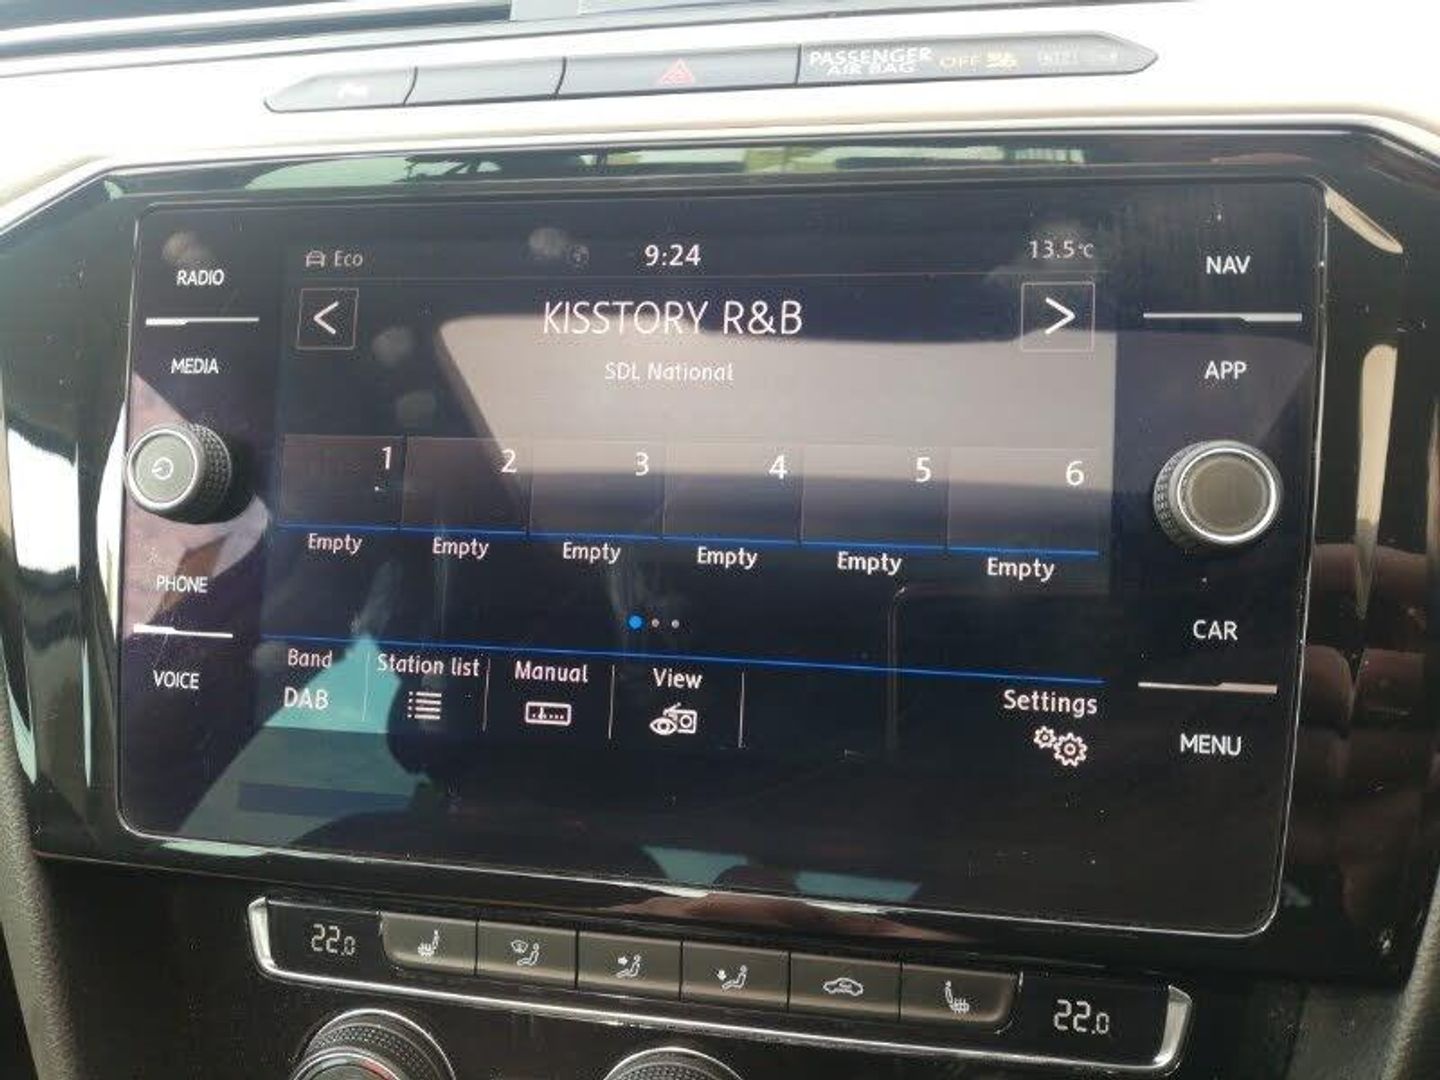 PASSENGER AIR BAG OFF
RADIO
MEDIA
PHONE
VOICE
Eco
9:24
13.5°C
<
KISSTORY R&B
>
SDL National
1 2 3 4 5 6
Empty Empty Empty Empty Empty Empty
Band
DAB
Station list
Manual
View
Settings
NAV
APP
CAR
MENU
22.0
22.0